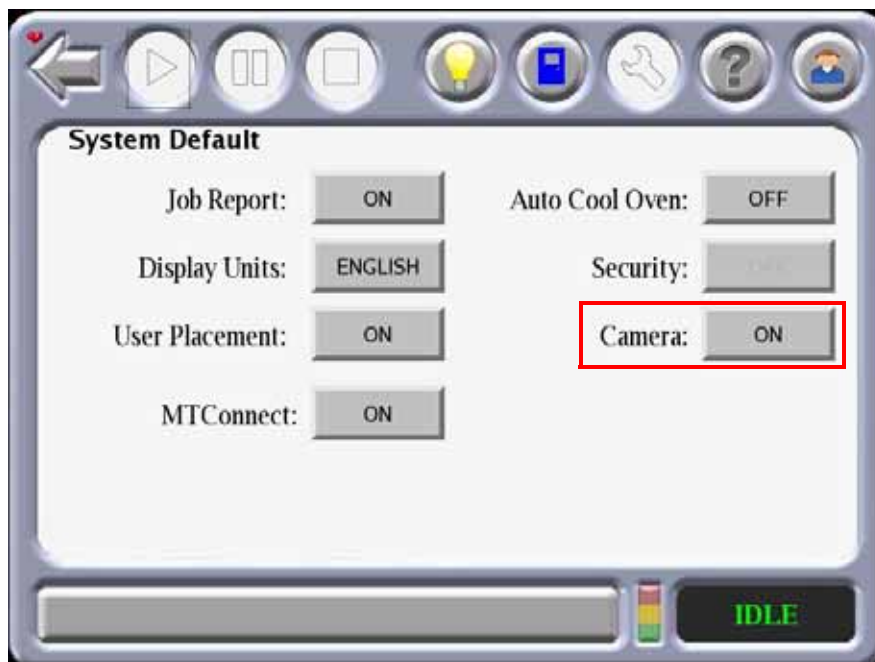 System Default
Job Report: ON
Auto Cool Oven: OFF
Display Units: ENGLISH
Security:
User Placement: ON
Camera: ON
MTConnect: ON
IDLE